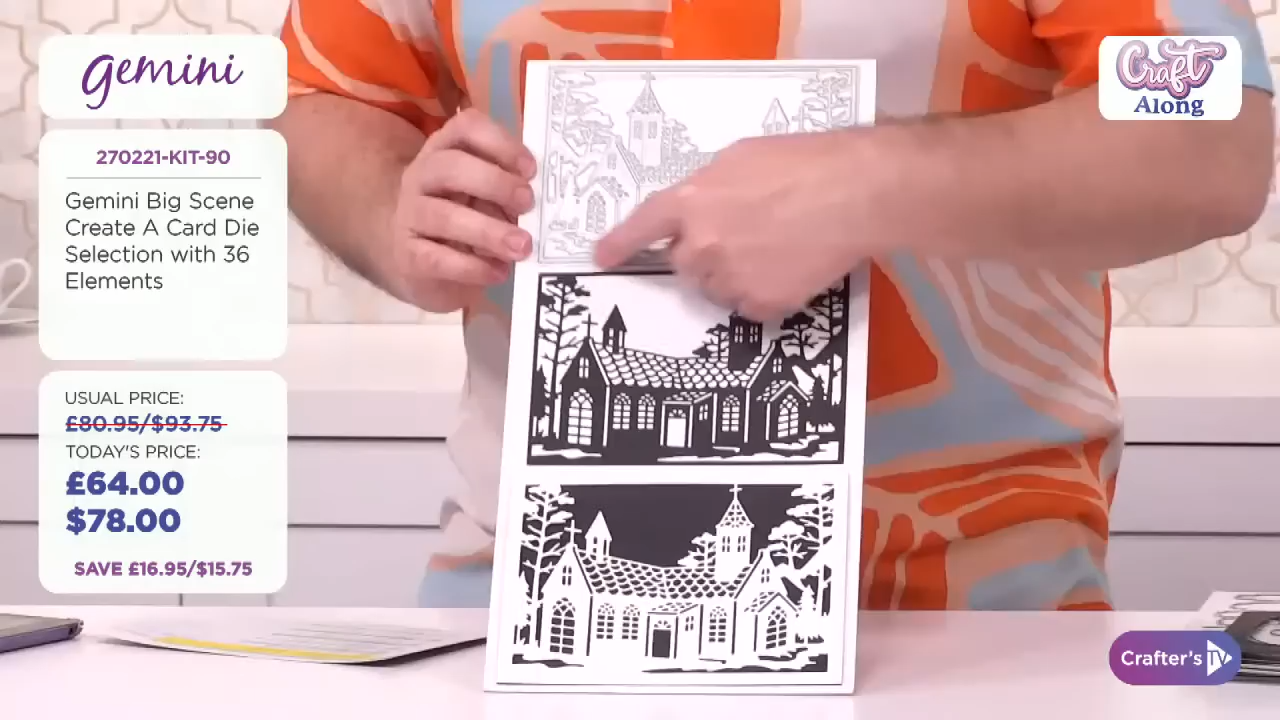 gemini
270221-KIT-90
Gemini Big Scene
Create A Card Die
Selection with 36
Elements
USUAL PRICE:
£80.95/$93.75
TODAY'S PRICE:
£64.00
$78.00
SAVE £16.95/$15.75
Craft
Along
Crafter's TV